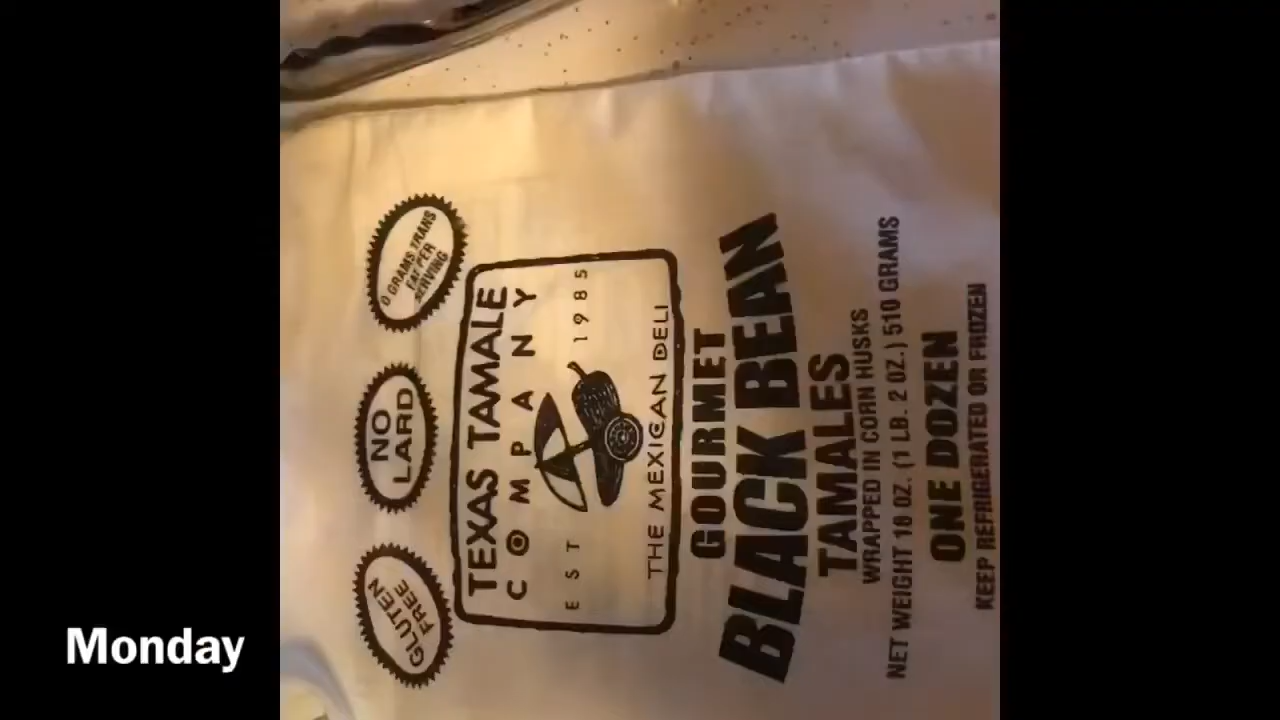 GLUTEN
FREE
NO
LARD
0 GRAMS TRANS
FAT PER
SERVING
TEXAS TAMALE
COMPANY
EST 1985
THE MEXICAN DELI
GOURMET
BLACK BEAN
TAMALES
WRAPPED IN CORN HUSKS
NET WEIGHT 18 OZ. (1 LB. 2 OZ.) 510 GRAMS
ONE DOZEN
KEEP REFRIGERATED OR FROZEN
Monday